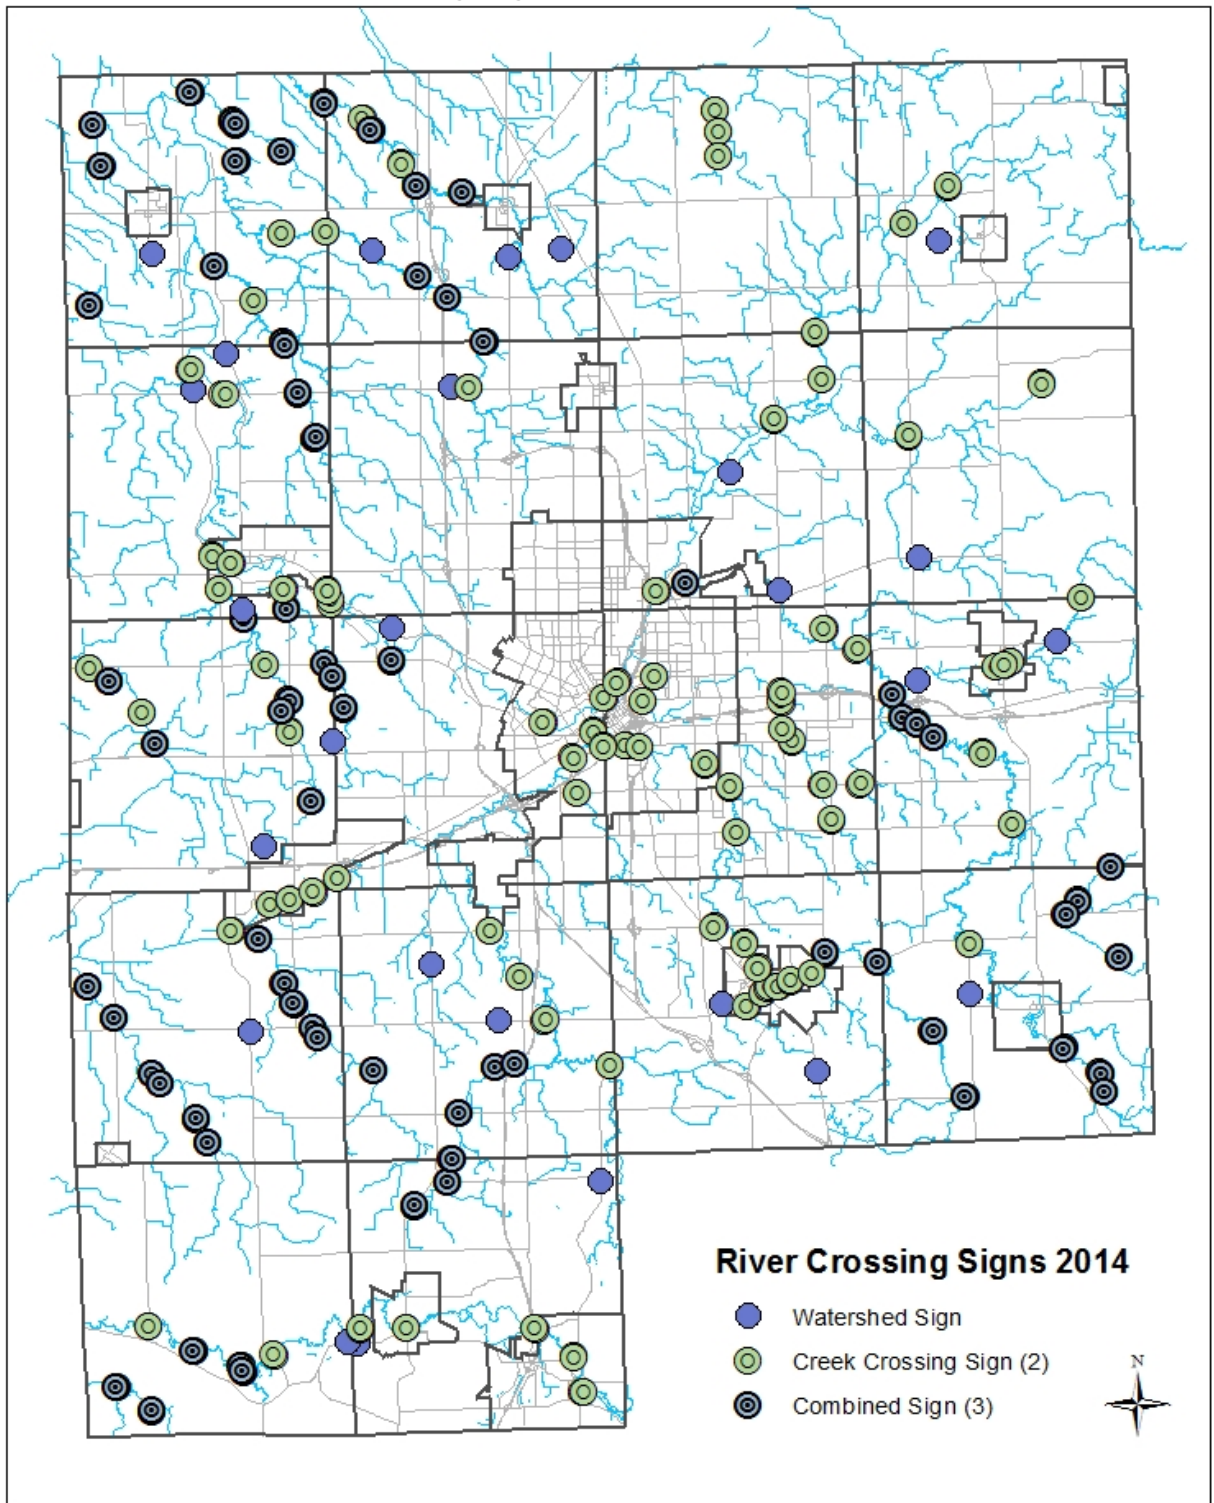 River Crossing Signs 2014
Watershed Sign
Creek Crossing Sign (2)
Combined Sign (3)
N